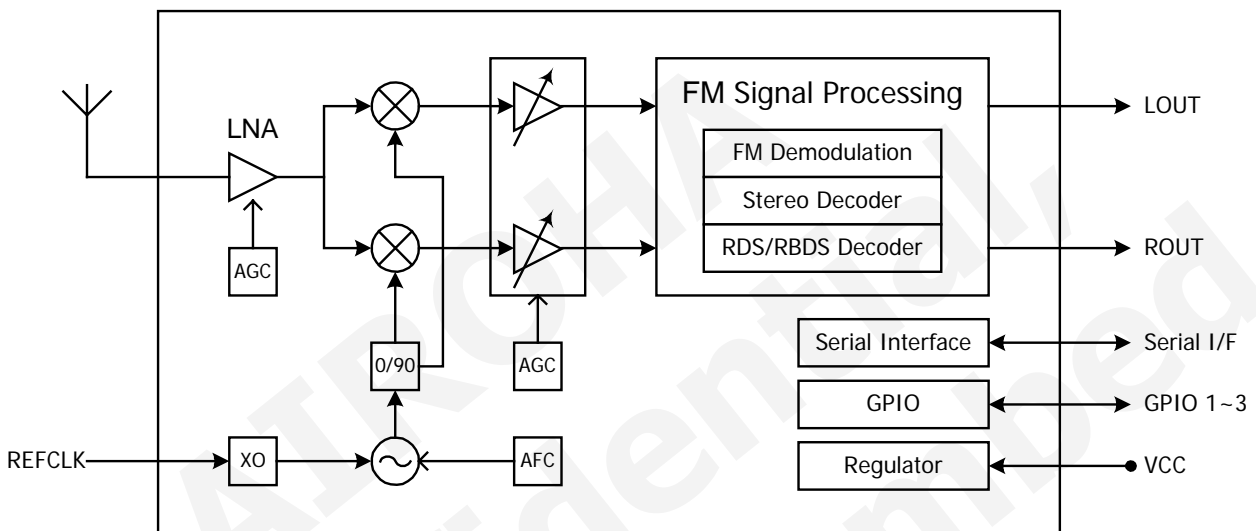 FM Signal Processing
LOUT
LNA
FM Demodulation
Stereo Decoder
RDS/RBDS Decoder
ROUT
AGC
Serial Interface
Serial I/F
0/90
AGC
GPIO
GPIO 1~3
REFCLK
XO
AFC
Regulator
VCC
AIROHA